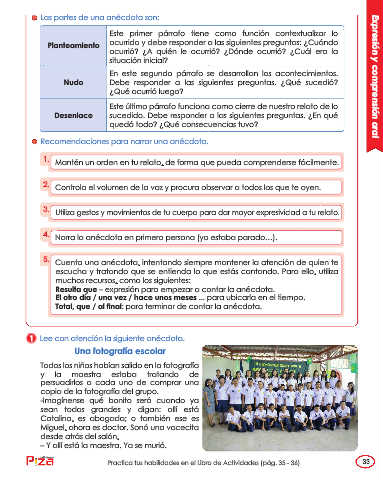 Las partes de una anécdota son:
Planteamiento
Este primer párrafo tiene como función contextualizar lo
ocurrido y debe responder a las siguientes preguntas: ¿Cuándo
ocurrió? ¿A quién le ocurrió? ¿Dónde ocurrió? ¿Cuál era la
situación inicial?
Nudo
En este segundo párrafo se desarrollan los acontecimientos.
Debe responder a las siguientes preguntas. ¿Qué sucedió?
¿Qué ocurrió luego?
Desenlace
Este último párrafo funciona como cierre de nuestro relato de lo
sucedido. Debe responder a las siguientes preguntas. ¿En qué
quedó todo? ¿Qué consecuencias tuvo?
Recomendaciones para narrar una anécdota.
1. Mantén un orden en tu relato, de forma que pueda comprenderse fácilmente.
2. Controla el volumen de la voz y procura observar a todos los que te oyen.
3. Utiliza gestos y movimientos de tu cuerpo para dar mayor expresividad a tu relato.
4. Narra la anécdota en primera persona (yo estaba parado...).
5. Cuenta una anécdota, intentando siempre mantener la atención de quien te
escucha y tratando que se entienda lo que estás contando. Para ello, utiliza
muchos recursos, como los siguientes:
Resulta que – expresión para empezar a contar la anécdota.
El otro día / una vez / hace unos meses ... para ubicarla en el tiempo.
Total, que / al final: para terminar de contar la anécdota.
Expresión y comprensión oral
1 Lee con atención la siguiente anécdota.
Una fotografía escolar
Todos los niños habían salido en la fotografía
y la maestra estaba tratando de
persuadirlos a cada uno de comprar una
copia de la fotografía del grupo.
-Imagínense qué bonito será cuando ya
sean todos grandes y digan: allí está
Catalina, es abogada; o también ese es
Miguel, ahora es doctor. Sonó una vocecita
desde atrás del salón,
– Y allí está la maestra. Ya se murió.
Piza
Practica tus habilidades en el Libro de Actividades (pág. 35 - 36)
35